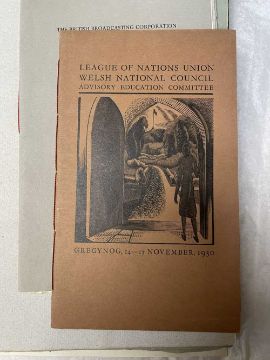 THE BRITISH BROADCASTING CORPORATION
LEAGUE OF NATIONS UNION
WELSH NATIONAL COUNCIL
ADVISORY EDUCATION COMMITTEE
GREGYNOG, 14—17 NOVEMBER, 1930